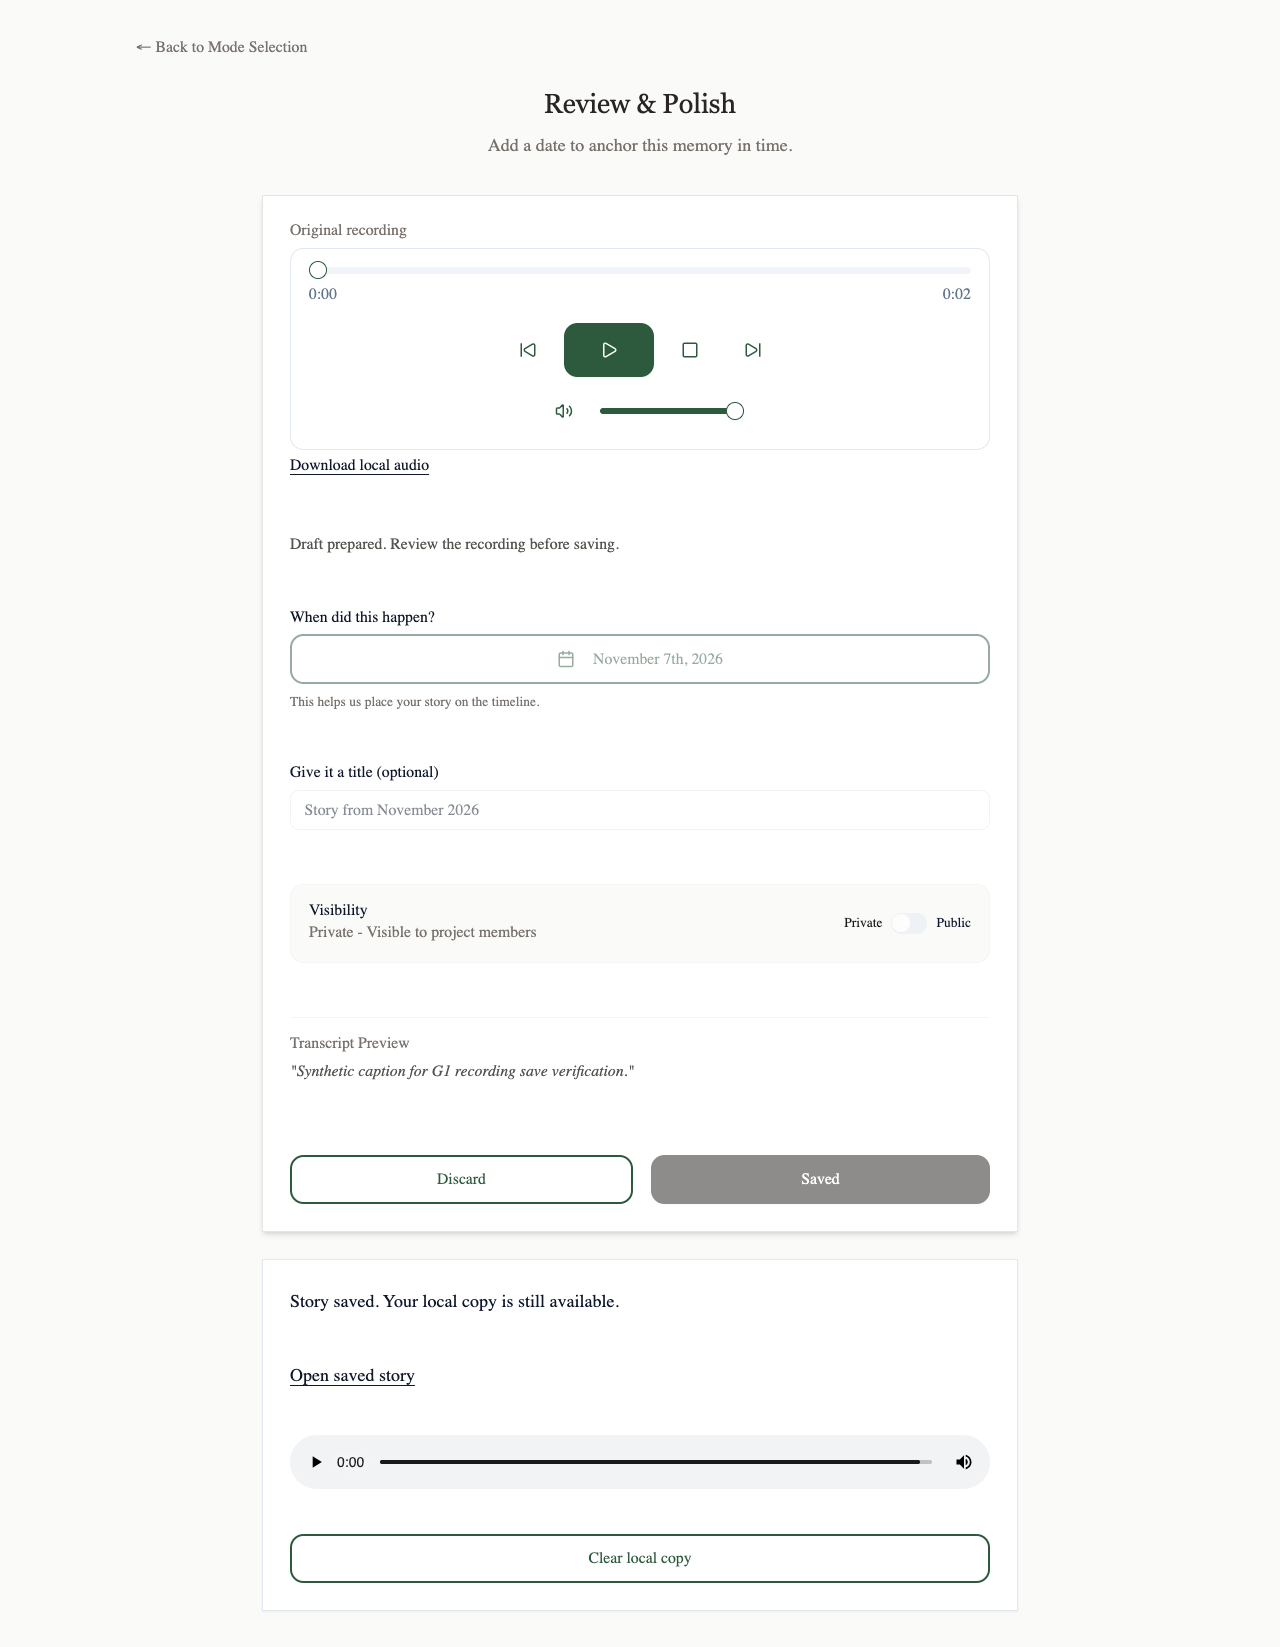 ← Back to Mode Selection
Review & Polish
Add a date to anchor this memory in time.
Original recording
0:00
0:02
Download local audio
Draft prepared. Review the recording before saving.
When did this happen?
November 7th, 2026
This helps us place your story on the timeline.
Give it a title (optional)
Story from November 2026
Visibility
Private - Visible to project members
Private
Public
Transcript Preview
"Synthetic caption for G1 recording save verification."
Discard
Saved
Story saved. Your local copy is still available.
Open saved story
0:00
Clear local copy